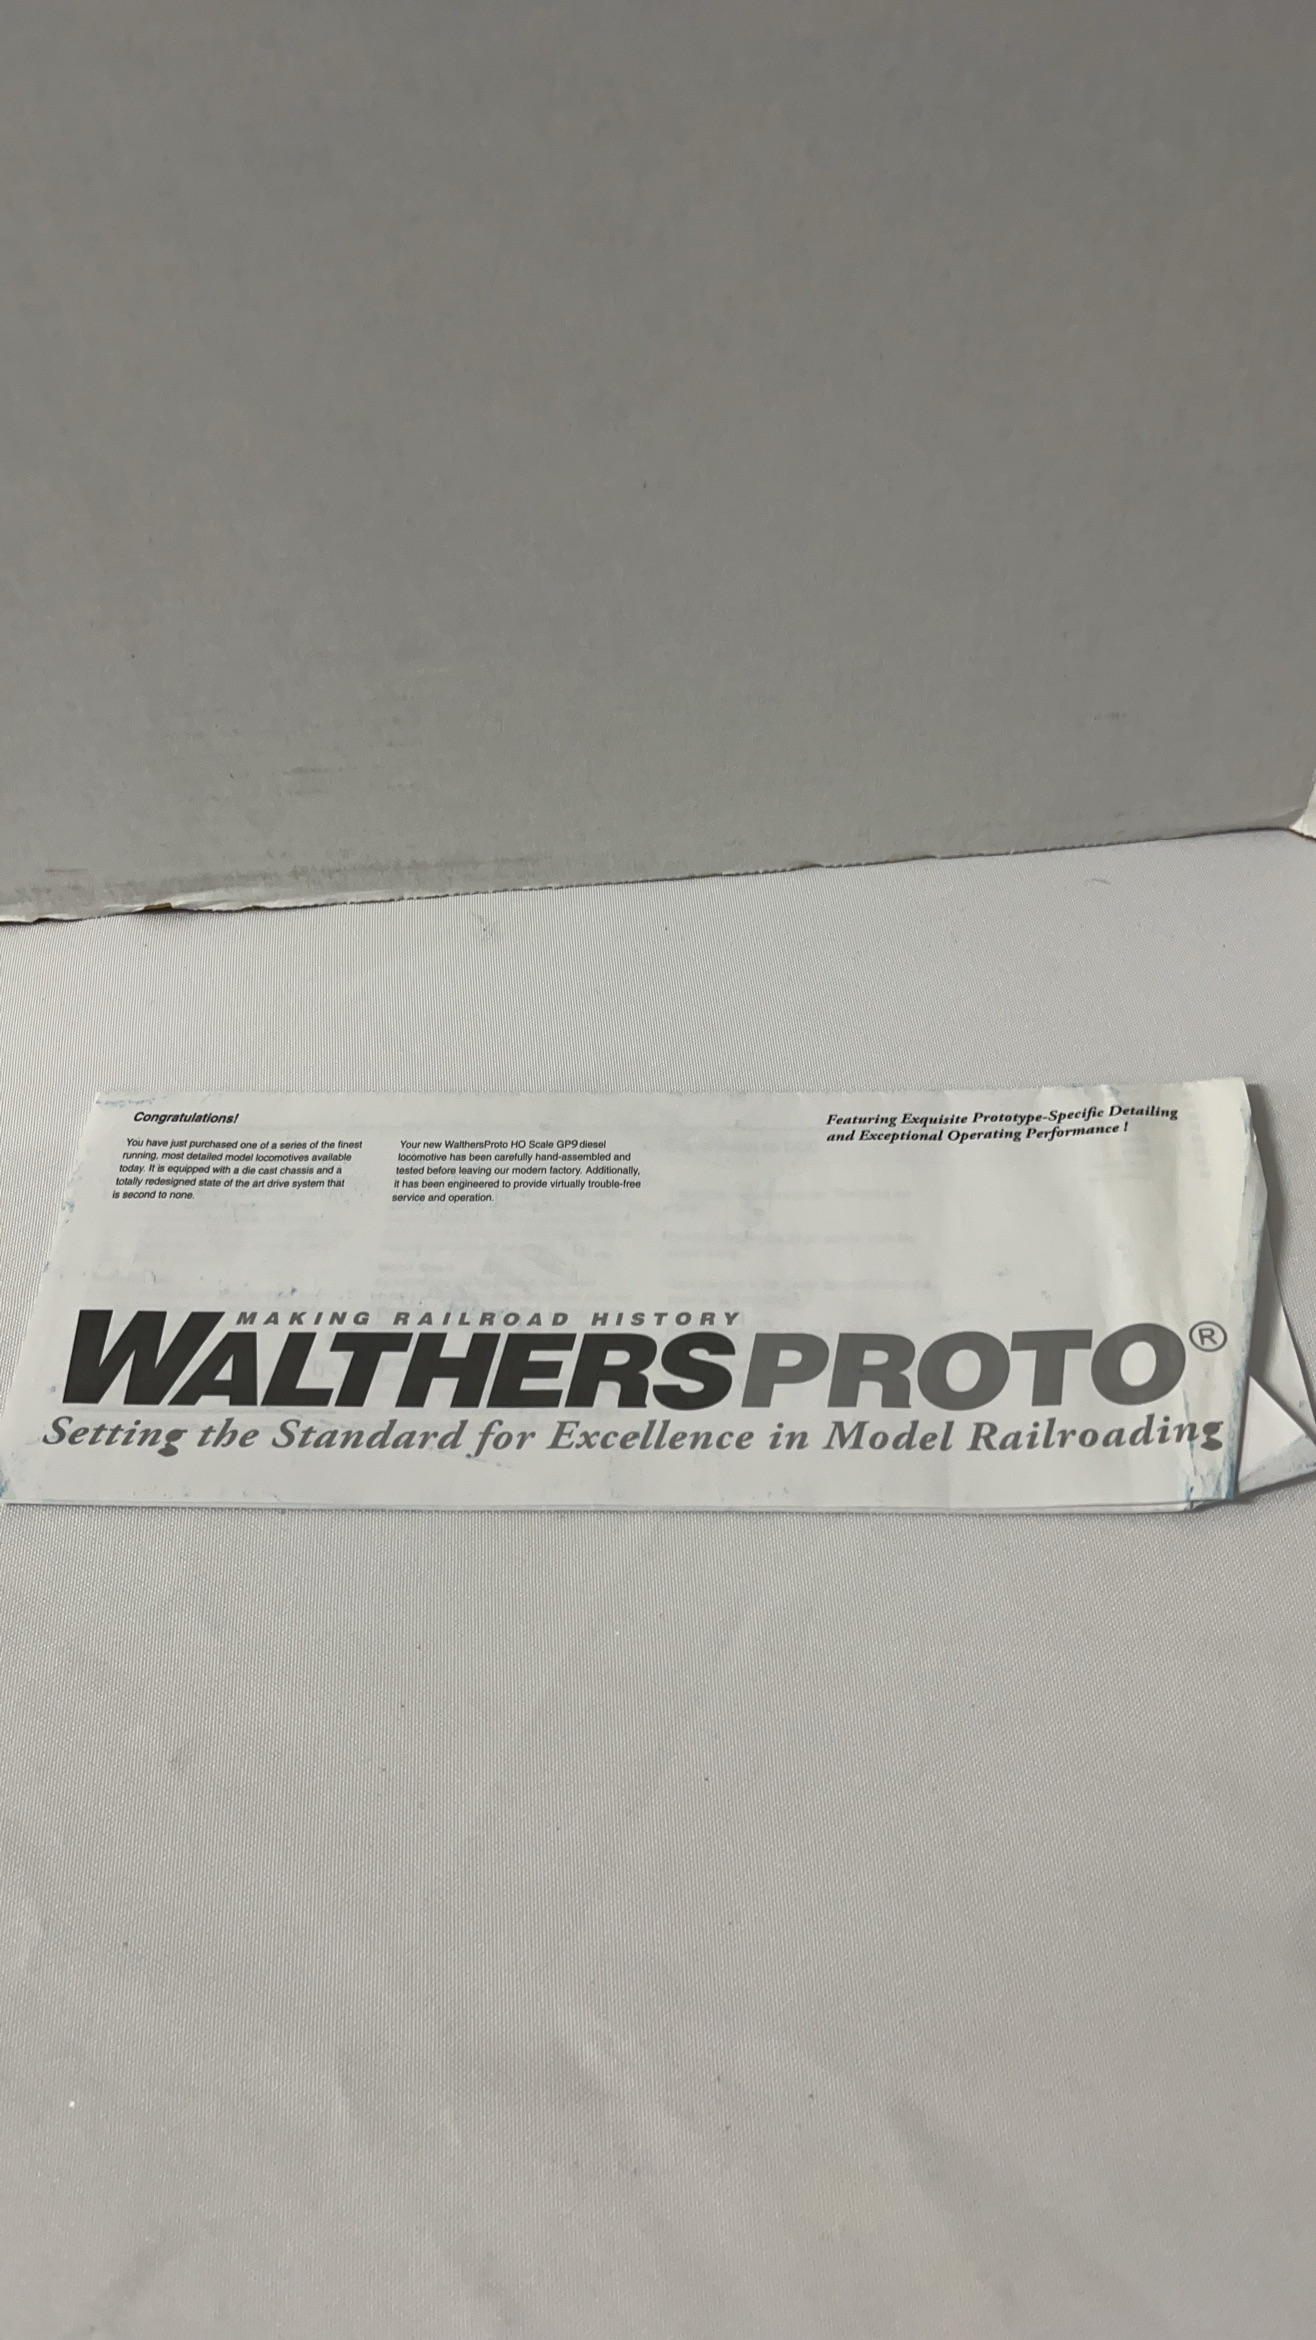 Congratulations!
You have just purchased one of a series of the finest
running, most detailed model locomotives available
today. It is equipped with a die cast chassis and a
totally redesigned state of the art drive system that
is second to none.
Your new WalthersProto HO Scale GP9 diesel
locomotive has been carefully hand-assembled and
tested before leaving our modern factory. Additionally,
it has been engineered to provide virtually trouble-free
service and operation.
Featuring Exquisite Prototype-Specific Detailing
and Exceptional Operating Performance !
MAKING RAILROAD HISTORY
WALTHERSPROTO®
Setting the Standard for Excellence in Model Railroading